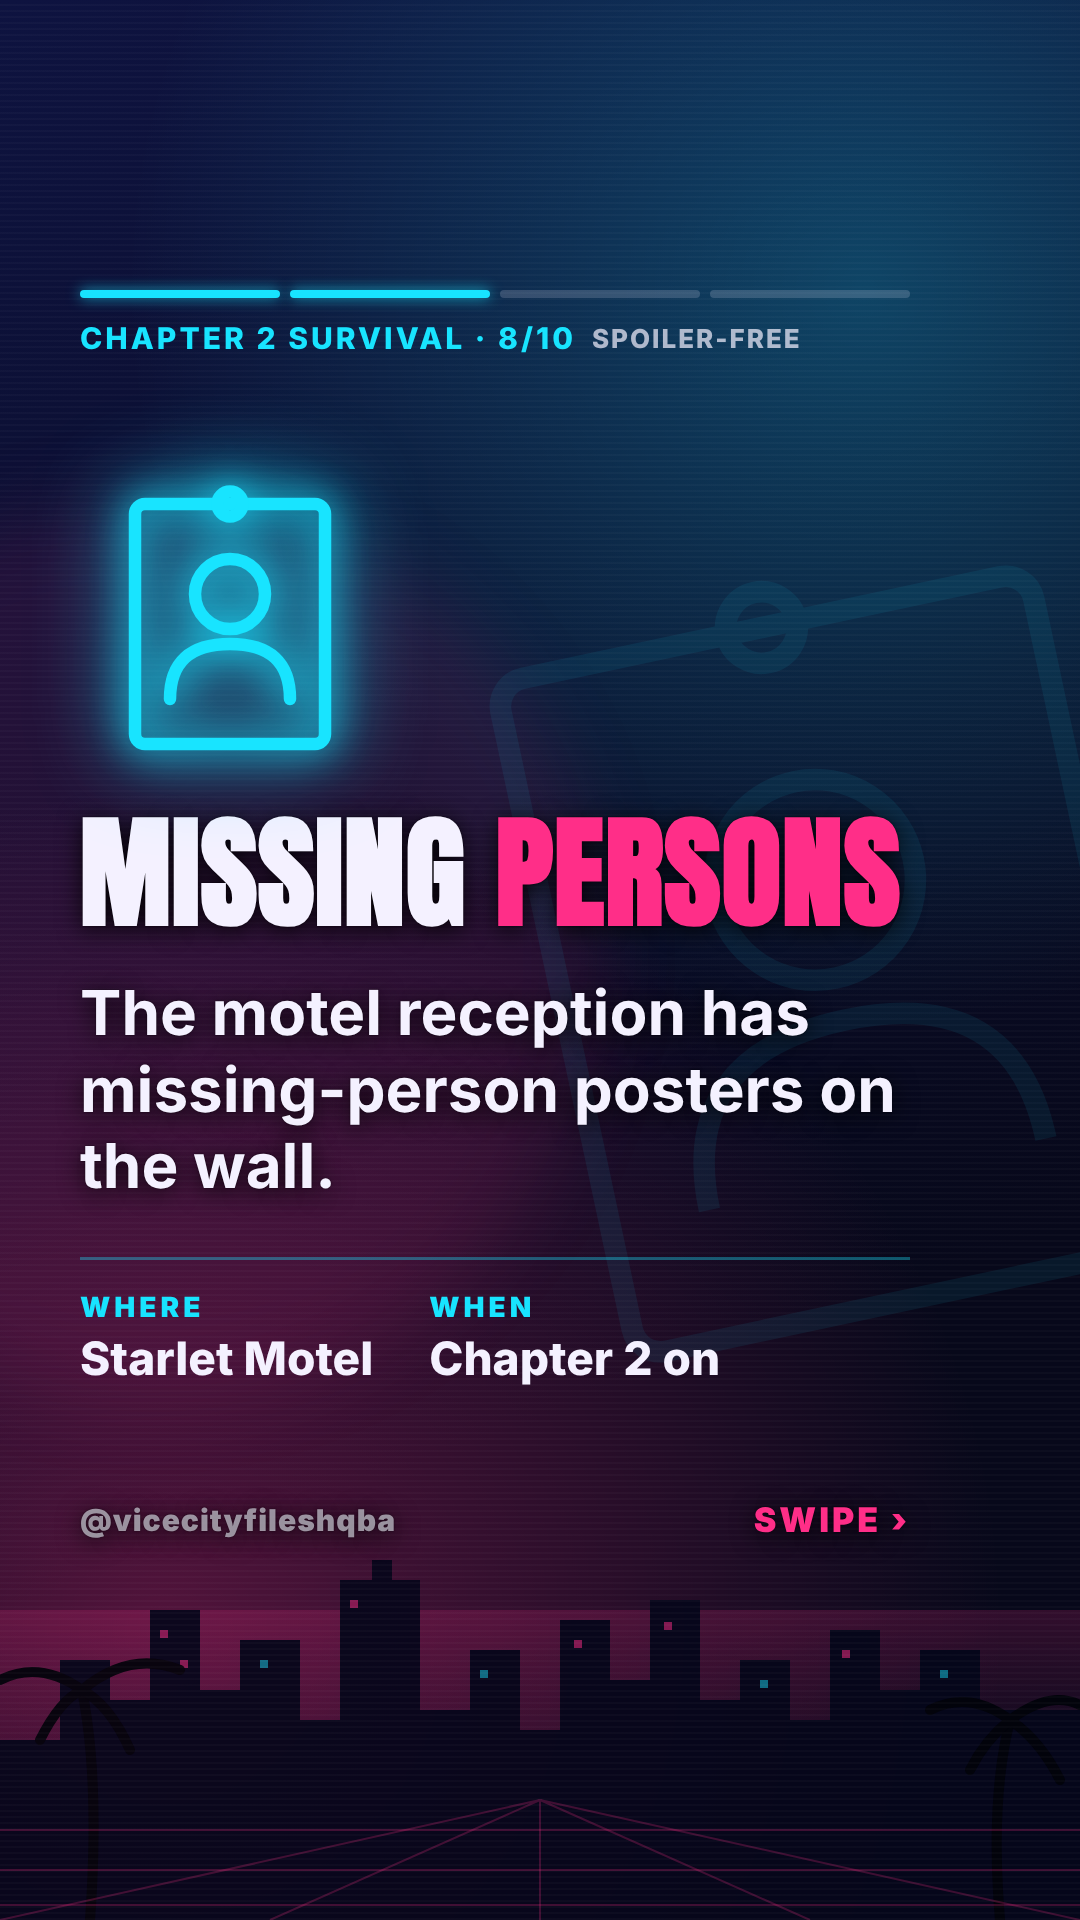 CHAPTER 2 SURVIVAL · 8/10 SPOILER-FREE
MISSING PERSONS
The motel reception has
missing-person posters on
the wall.
WHERE WHEN
Starlet Motel Chapter 2 on
@vicecityfileshqba SWIPE ›